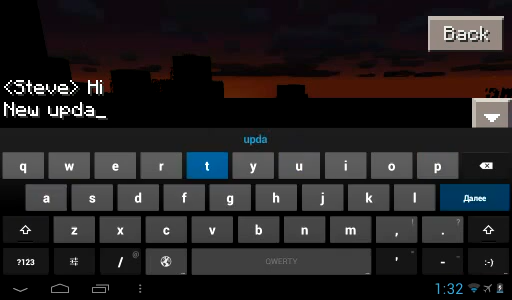 Back
<Steve> Hi
New upda_
upda
q w e r t y u i o p
a s d f g h j k l Далее
z x c v b n m , ! . ?
?123 / @ QWERTY ' - :-)
1:32